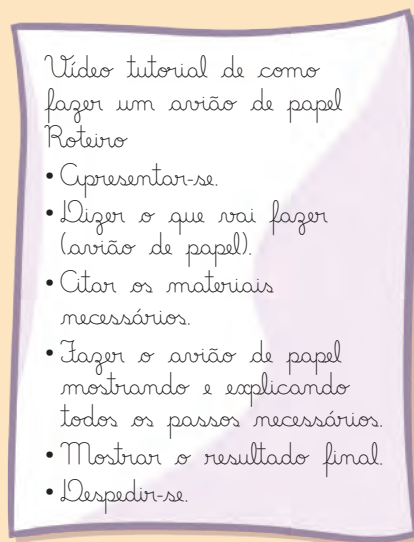 Vídeo tutorial de como
fazer um avião de papel
Roteiro
• Apresentar-se.
• Dizer o que vai fazer
(avião de papel).
• Citar os materiais
necessários.
• Fazer o avião de papel
mostrando e explicando
todos os passos necessários.
• Mostrar o resultado final.
• Despedir-se.